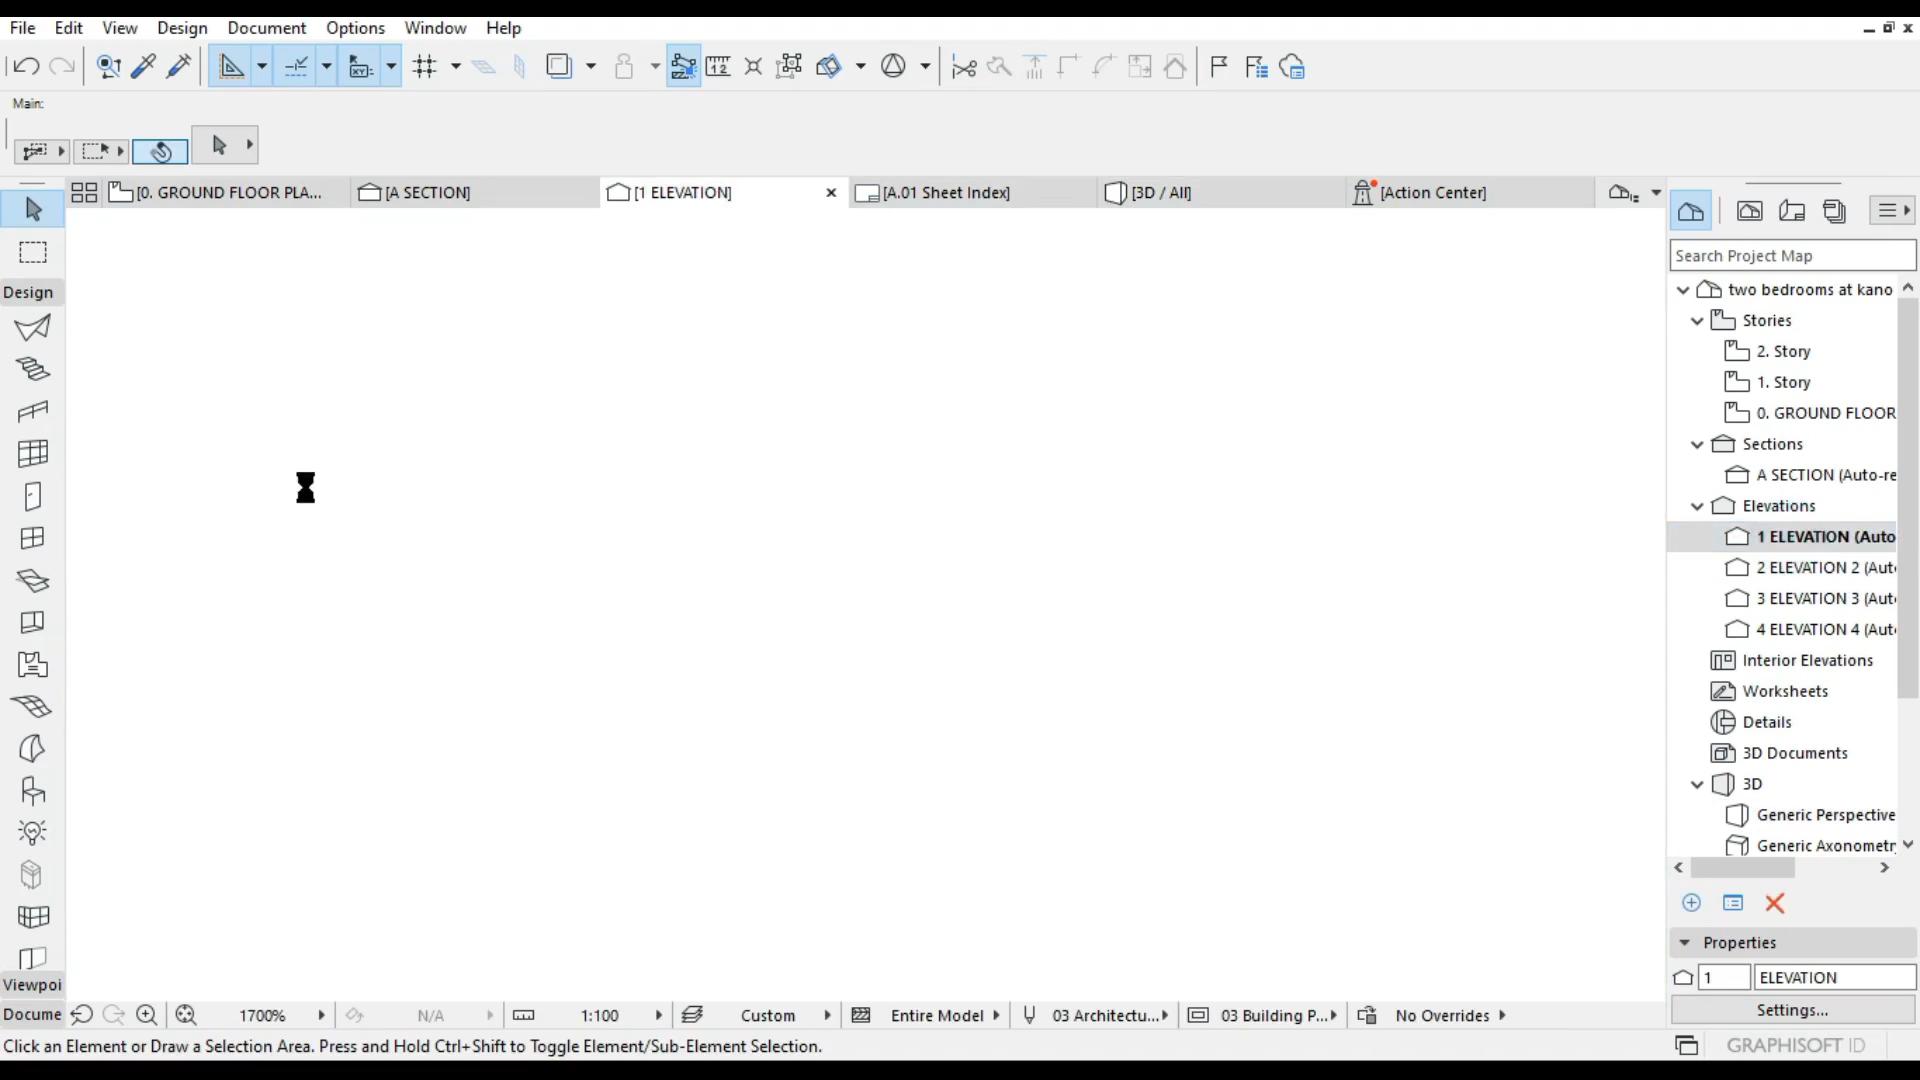 File Edit View Design Document Options Window Help
Main:
[0. GROUND FLOOR PLA...
[A SECTION]
[1 ELEVATION]
[A.01 Sheet Index]
[3D / All]
[Action Center]
Search Project Map
Design
two bedrooms at kano
Stories
2. Story
1. Story
0. GROUND FLOOR
Sections
A SECTION (Auto-re
Elevations
1 ELEVATION (Auto
2 ELEVATION 2 (Aut
3 ELEVATION 3 (Aut
4 ELEVATION 4 (Aut
Interior Elevations
Worksheets
Details
3D Documents
3D
Generic Perspective
Generic Axonometr
Properties
1 ELEVATION
Settings...
Viewpoi
Docume
1700% N/A 1:100 Custom Entire Model 03 Architectu... 03 Building P... No Overrides
Click an Element or Draw a Selection Area. Press and Hold Ctrl+Shift to Toggle Element/Sub-Element Selection.
GRAPHISOFT ID